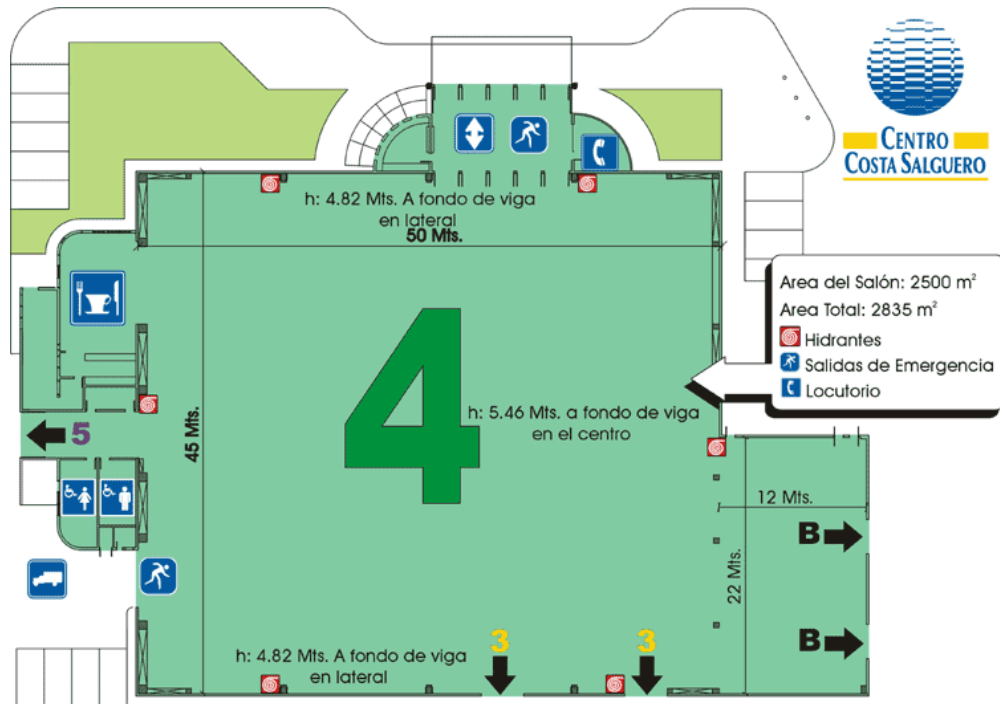 CENTRO
COSTA SALGUERO
h: 4.82 Mts. A fondo de viga
en lateral
50 Mts.
Area del Salón: 2500 m²
Area Total: 2835 m²
Hidrantes
Salidas de Emergencia
Locutorio
4
h: 5.46 Mts. a fondo de viga
en el centro
45 Mts.
5
12 Mts.
B
22 Mts.
B
3
3
h: 4.82 Mts. A fondo de viga
en lateral